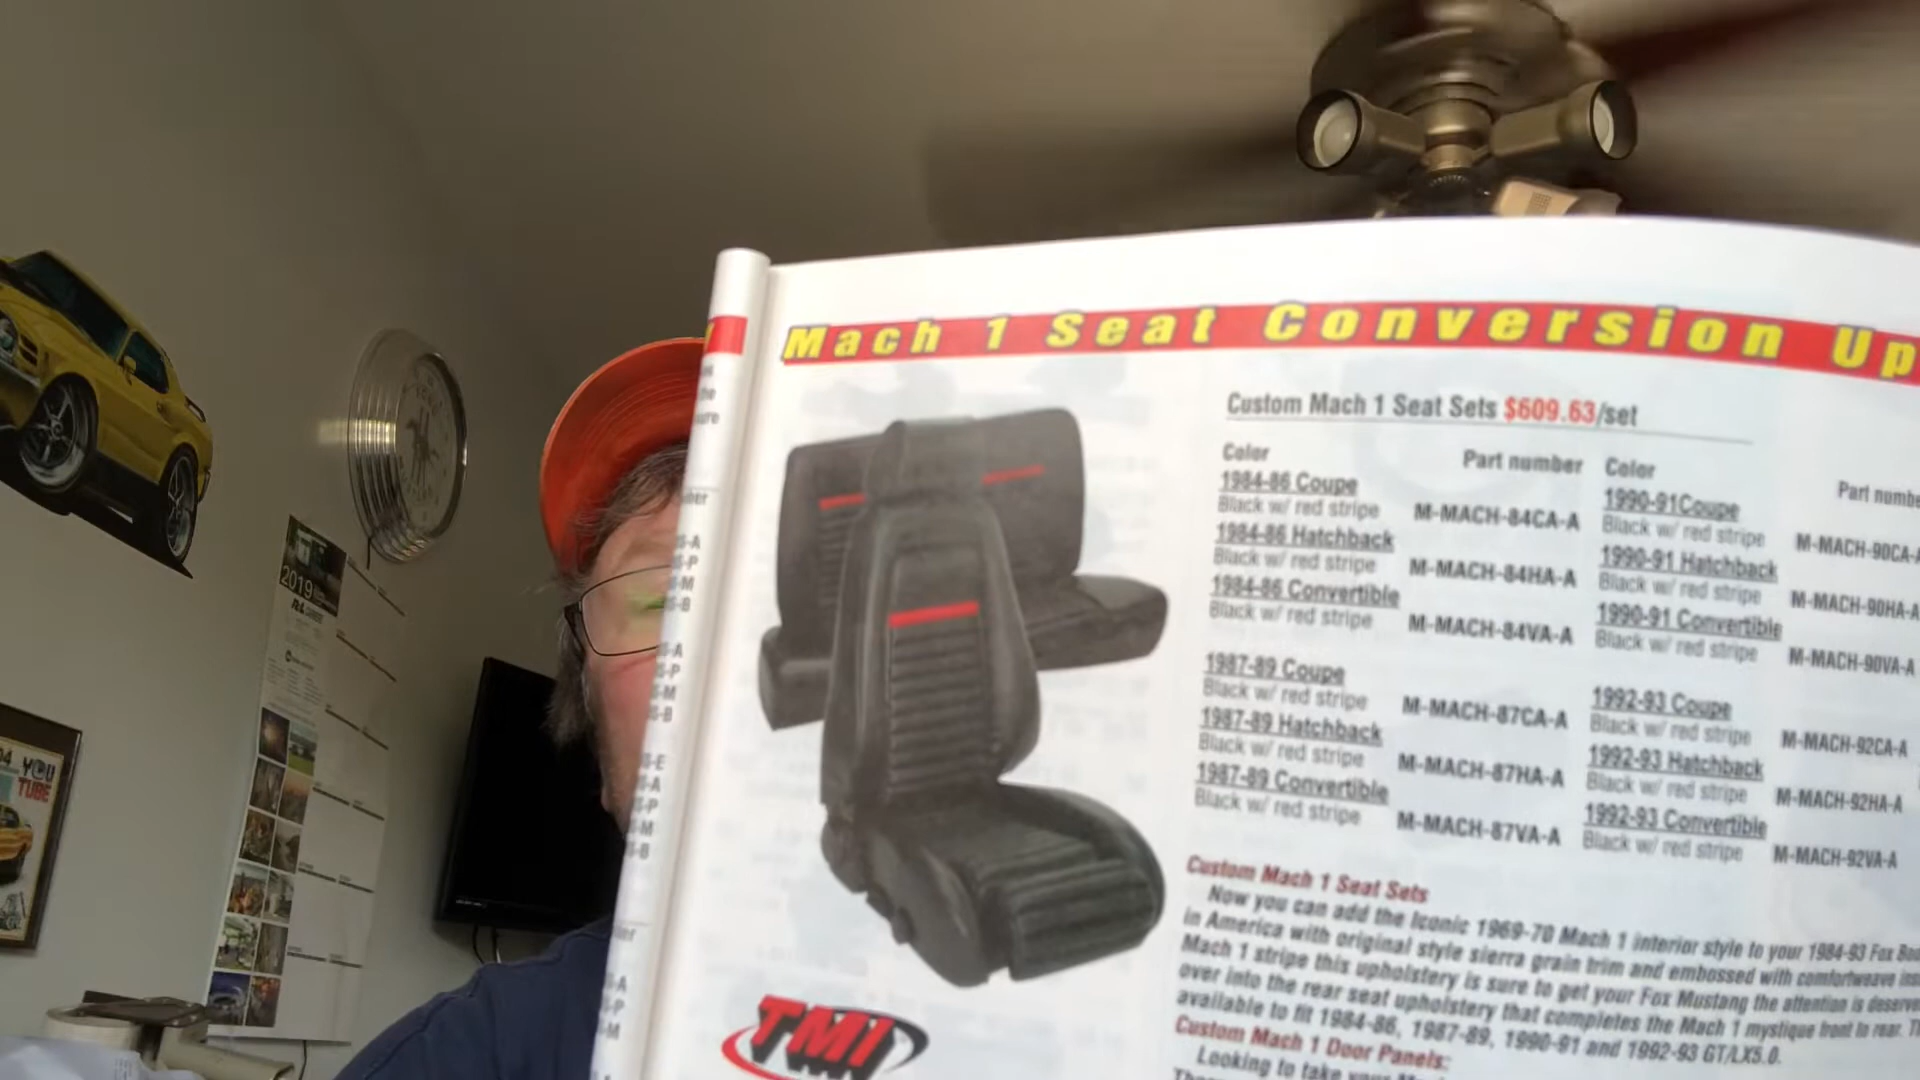 Mach 1 Seat Conversion Up
Custom Mach 1 Seat Sets $609.63/set
Color Part number
1984-86 Coupe
Black w/ red stripe M-MACH-84CA-A
1984-86 Hatchback
Black w/ red stripe M-MACH-84HA-A
1984-86 Convertible
Black w/ red stripe M-MACH-84VA-A
1987-89 Coupe
Black w/ red stripe M-MACH-87CA-A
1987-89 Hatchback
Black w/ red stripe M-MACH-87HA-A
1987-89 Convertible
Black w/ red stripe M-MACH-87VA-A
Color Part numbe
1990-91Coupe
Black w/ red stripe M-MACH-90CA-A
1990-91 Hatchback
Black w/ red stripe M-MACH-90HA-A
1990-91 Convertible
Black w/ red stripe M-MACH-90VA-A
1992-93 Coupe
Black w/ red stripe M-MACH-92CA-A
1992-93 Hatchback
Black w/ red stripe M-MACH-92HA-A
1992-93 Convertible
Black w/ red stripe M-MACH-92VA-A
Custom Mach 1 Seat Sets
Now you can add the Iconic 1969-70 Mach 1 interior style to your 1984-93 Fox
in America with original style sierra grain trim and embossed with comfortweave
Mach 1 stripe this upholstery is sure to get your Fox Mustang the attention is
over into the rear seat upholstery that completes the Mach 1 mystique front to rear.
available to fit 1984-86, 1987-89, 1990-91 and 1992-93 GT/LX5.0.
Custom Mach 1 Door Panels:
Looking to take your
TMI
2019
YOU
TUBE